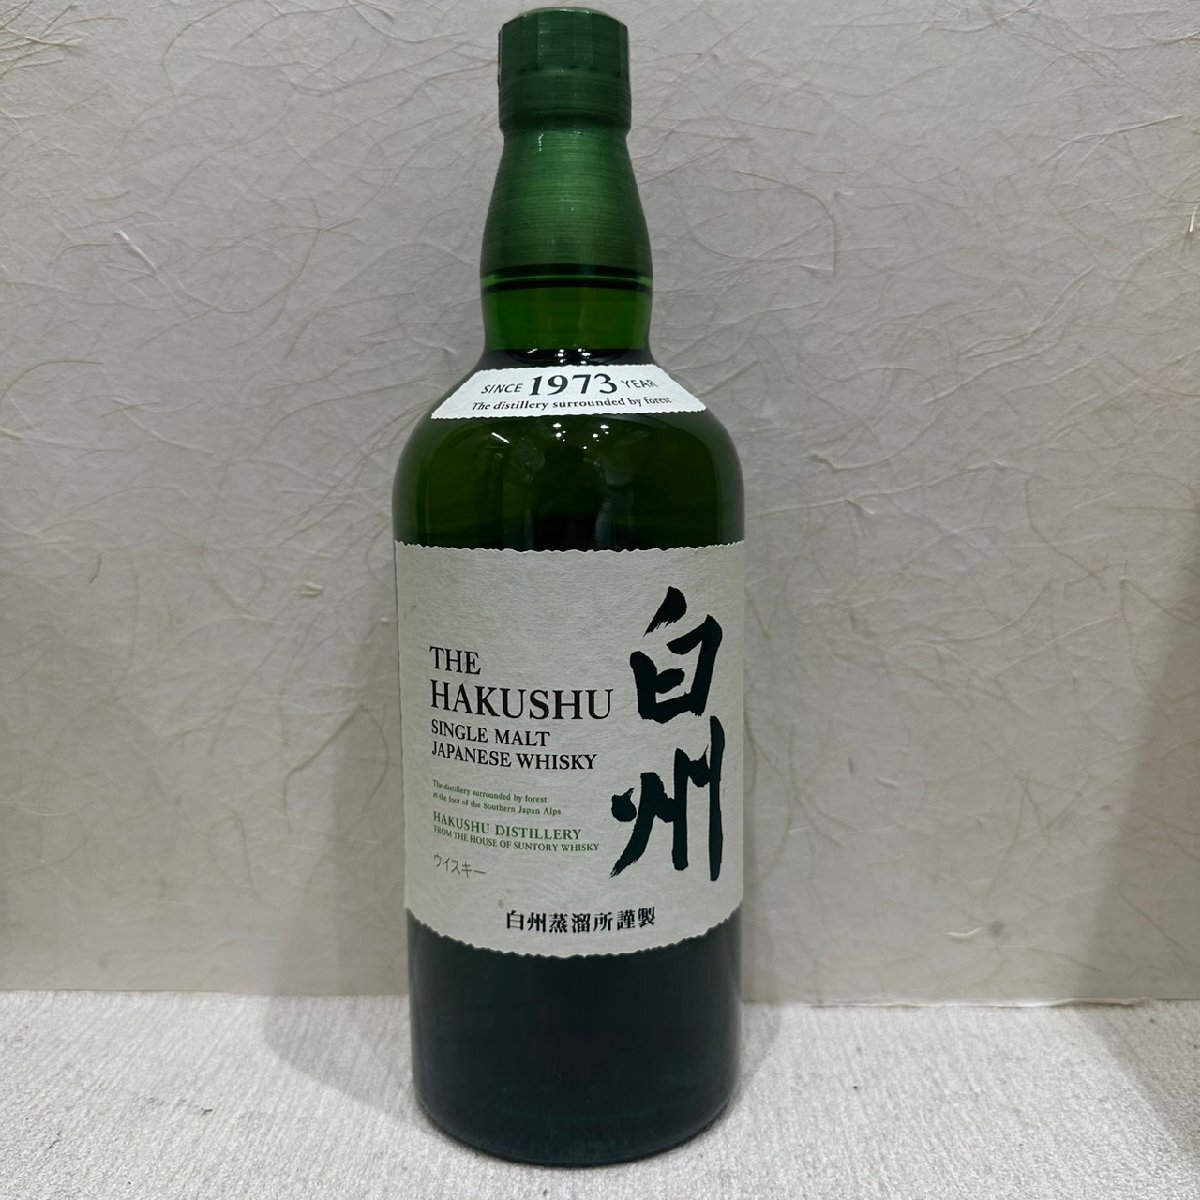 SINCE 1973 YEAR
The distillery surrounded by forest
THE
HAKUSHU
SINGLE MALT
JAPANESE WHISKY
The distillery surrounded by forest
at the foot of the Southern Japan Alps
HAKUSHU DISTILLERY
FROM THE HOUSE OF SUNTORY WHISKY
ウイスキー
白州
白州蒸溜所謹製